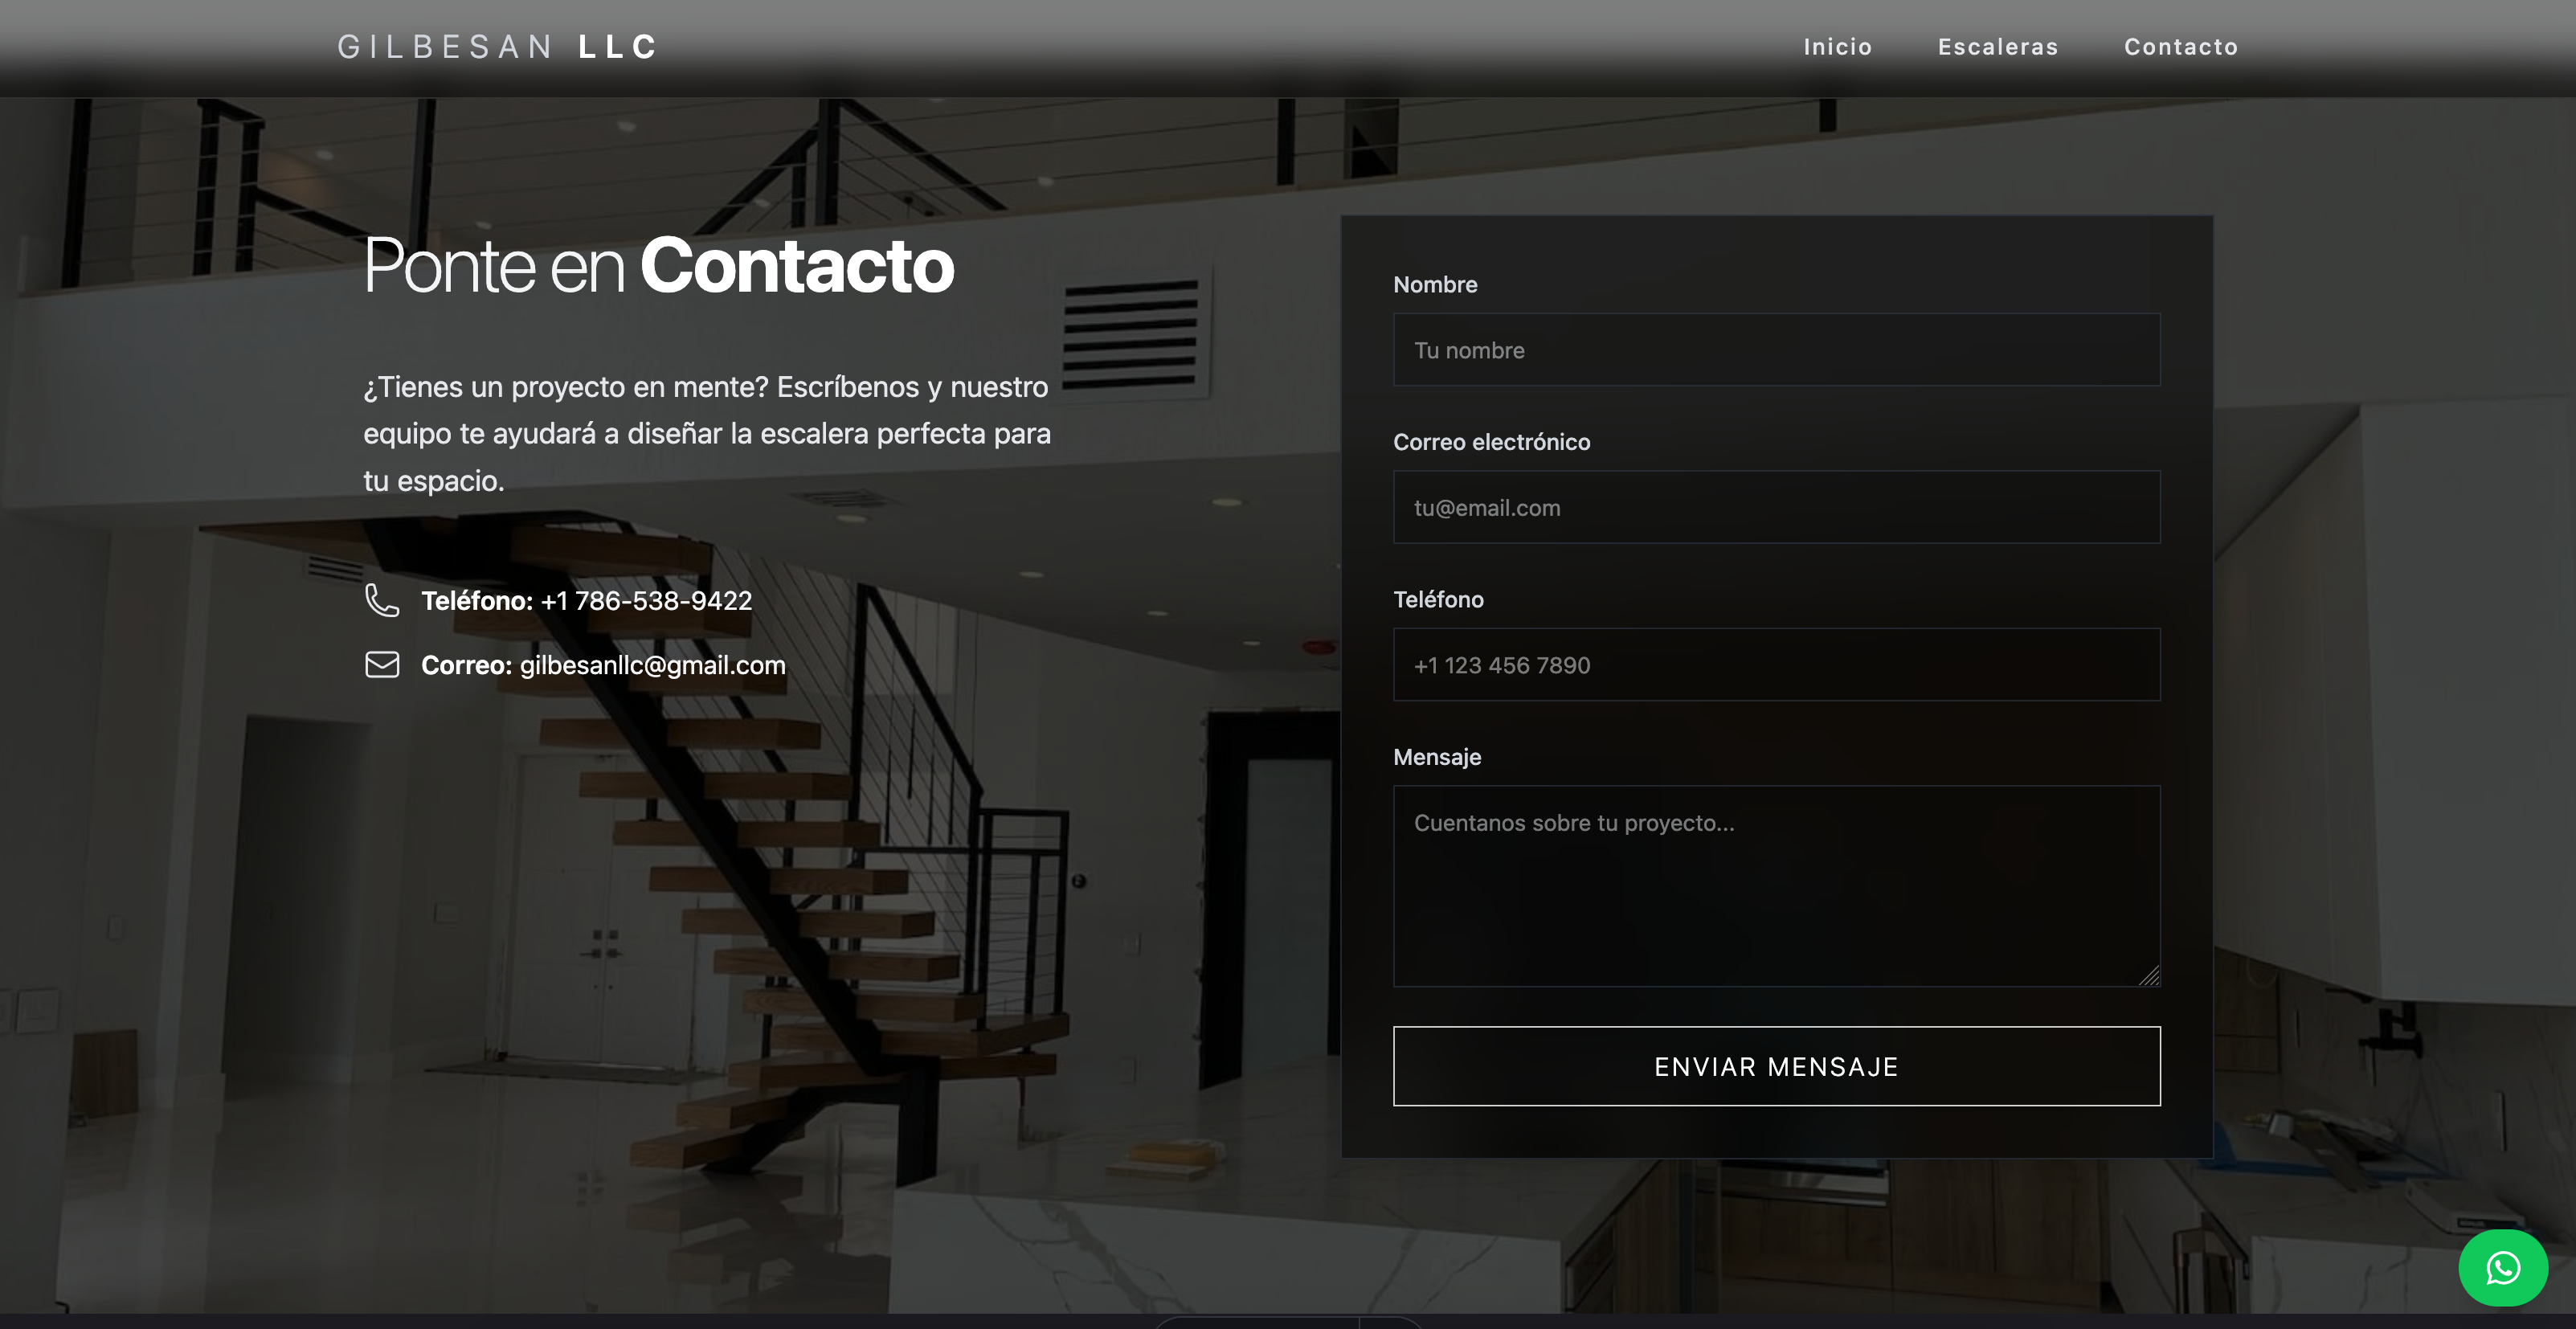 GILBESAN LLC
Inicio
Escaleras
Contacto
Ponte en Contacto
¿Tienes un proyecto en mente? Escríbenos y nuestro
equipo te ayudará a diseñar la escalera perfecta para
tu espacio.
Teléfono: +1 786-538-9422
Correo: gilbesanllc@gmail.com
Nombre
Tu nombre
Correo electrónico
tu@email.com
Teléfono
+1 123 456 7890
Mensaje
Cuentanos sobre tu proyecto...
ENVIAR MENSAJE